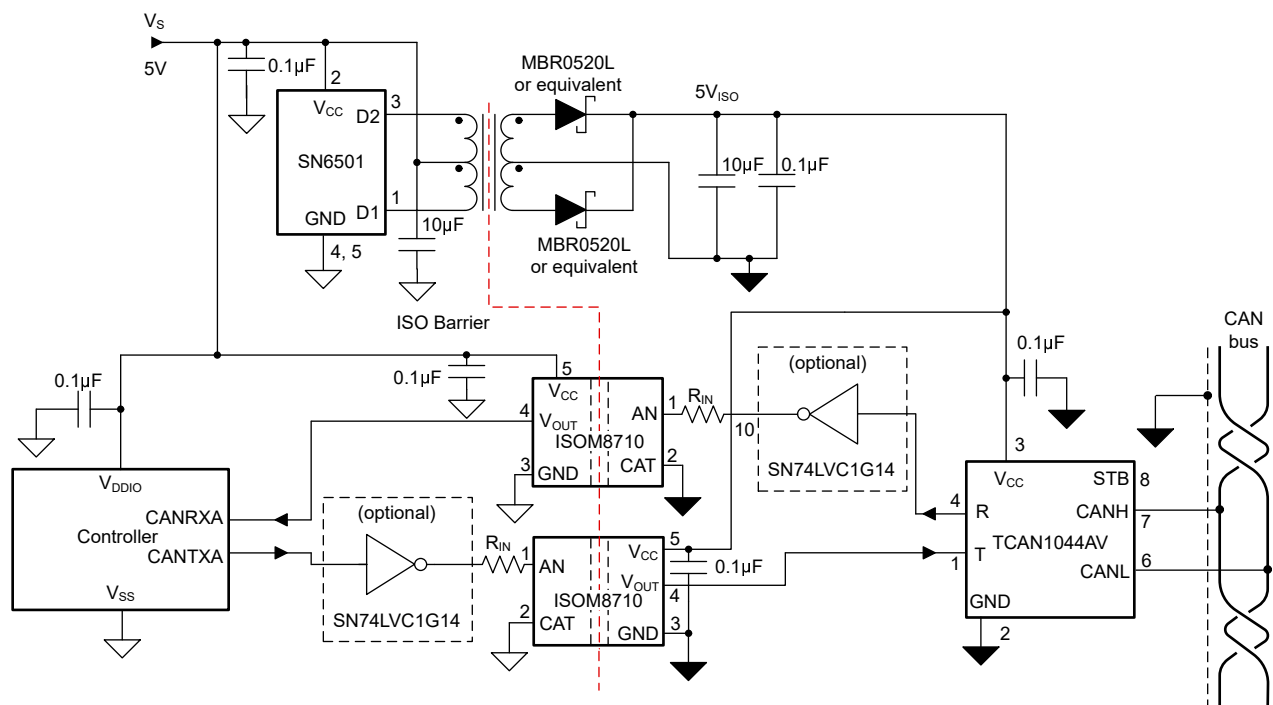 VS
5V
0.1µF
2
VCC
D2
3
SN6501
D1
1
GND
4, 5
10µF
MBR0520L
or equivalent
MBR0520L
or equivalent
5VISO
10µF
0.1µF
ISO Barrier
CAN
bus
0.1µF
0.1µF
0.1µF
5
VCC
4
VOUT
ISOM8710
3
GND
AN
1
RIN
CAT
2
10
(optional)
SN74LVC1G14
3
VCC
STB
8
4
R
CANH
7
TCAN1044AV
T
1
CANL
6
GND
2
VDDIO
CANRXA
Controller
CANTXA
VSS
(optional)
SN74LVC1G14
RIN
1
AN
VCC
5
0.1µF
ISOM8710
VOUT
4
2
CAT
GND
3